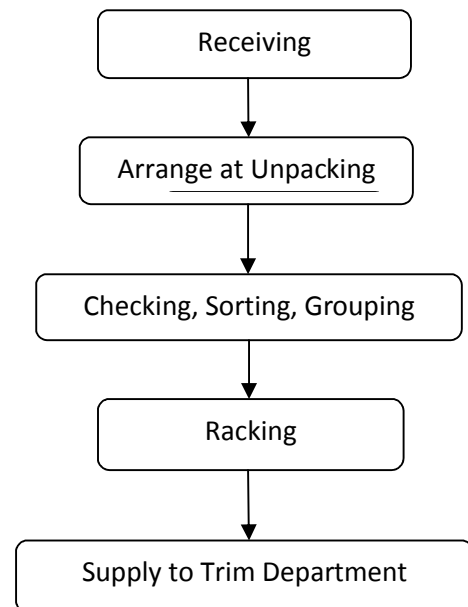 Receiving
Arrange at Unpacking
Checking, Sorting, Grouping
Racking
Supply to Trim Department